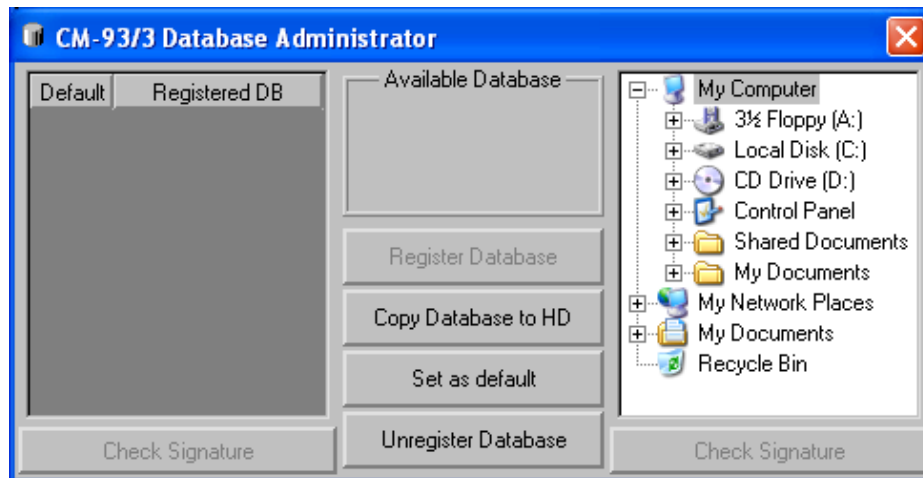 CM-93/3 Database Administrator
Default Registered DB
Check Signature
Available Database
Register Database
Copy Database to HD
Set as default
Unregister Database
My Computer
3½ Floppy (A:)
Local Disk (C:)
CD Drive (D:)
Control Panel
Shared Documents
My Documents
My Network Places
My Documents
Recycle Bin
Check Signature